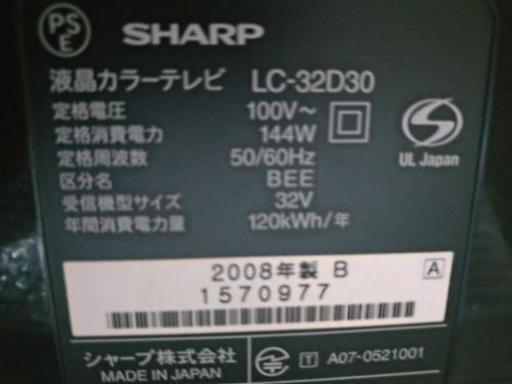 PSE
SHARP
液晶カラーテレビ LC-32D30
定格電圧 100V～
定格消費電力 144W
定格周波数 50/60Hz
区分名 BEE
受信機型サイズ 32V
年間消費電力量 120kWh/年
S
UL Japan
2008年製 B
A
1570977
シャープ株式会社
MADE IN JAPAN
T A07-0521001